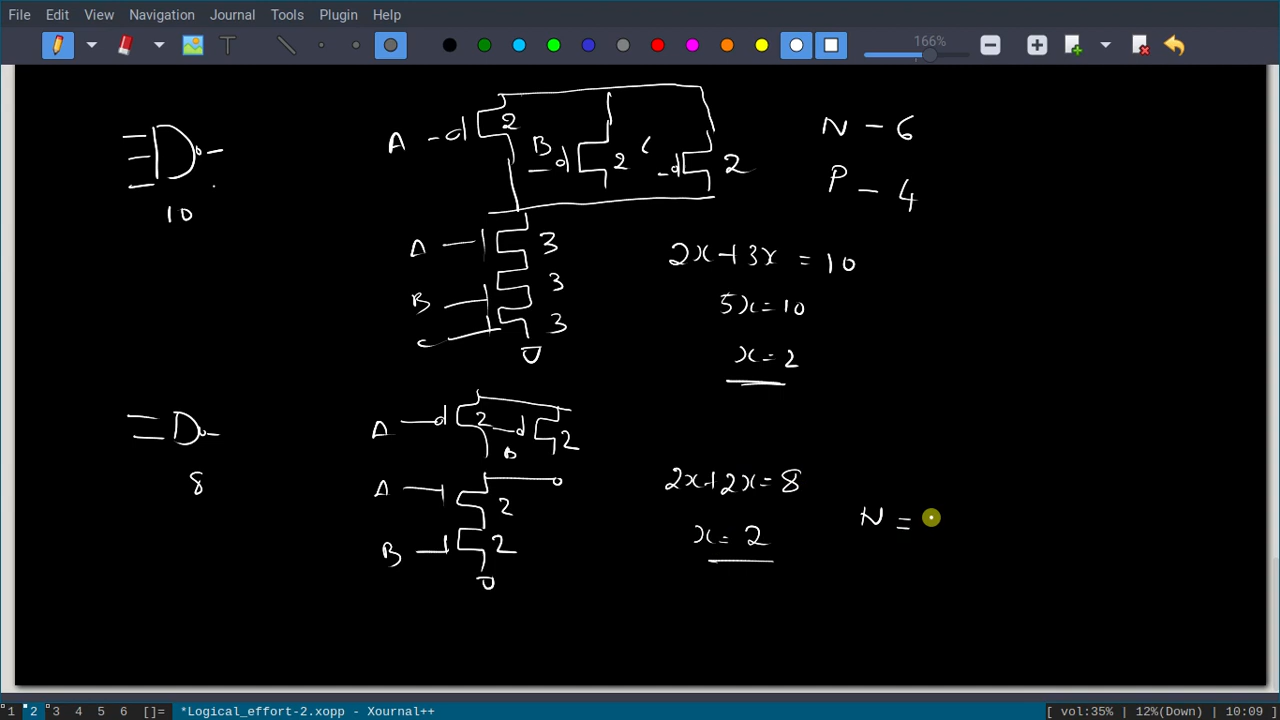 File Edit View Navigation Journal Tools Plugin Help
166%
A B C
2 2 2
N - 6
P - 4
10
A 3
3
B 3
C
2x+3x = 10
5x = 10
x = 2
A 2 B 2
8
A 2
B 2
2x+2x = 8
x = 2
N =
1 2 3 4 5 6 []= *Logical_effort-2.xopp - Xournal++ [ vol:35% | 12%(Down) | 10:09 ]